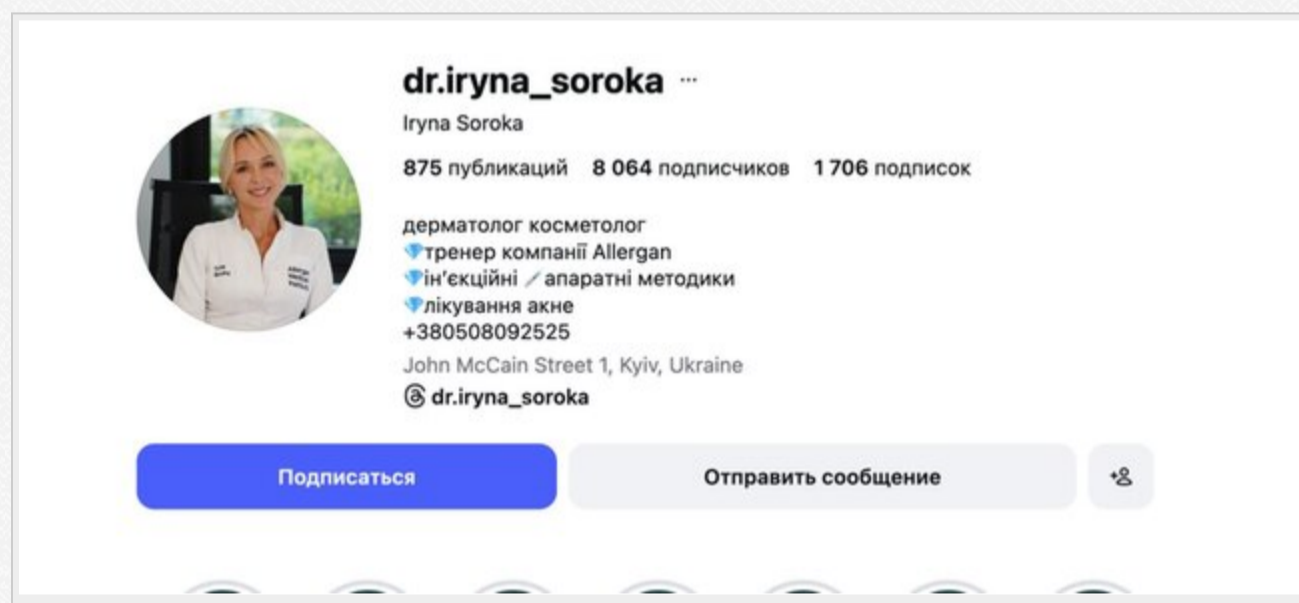 dr.iryna_soroka ...
Iryna Soroka
875 публикаций 8 064 подписчиков 1 706 подписок
дерматолог косметолог
💎тренер компанії Allergan
💎ін'єкційні 💉апаратні методики
💎лікування акне
+380508092525
John McCain Street 1, Kyiv, Ukraine
dr.iryna_soroka
Подписаться Отправить сообщение